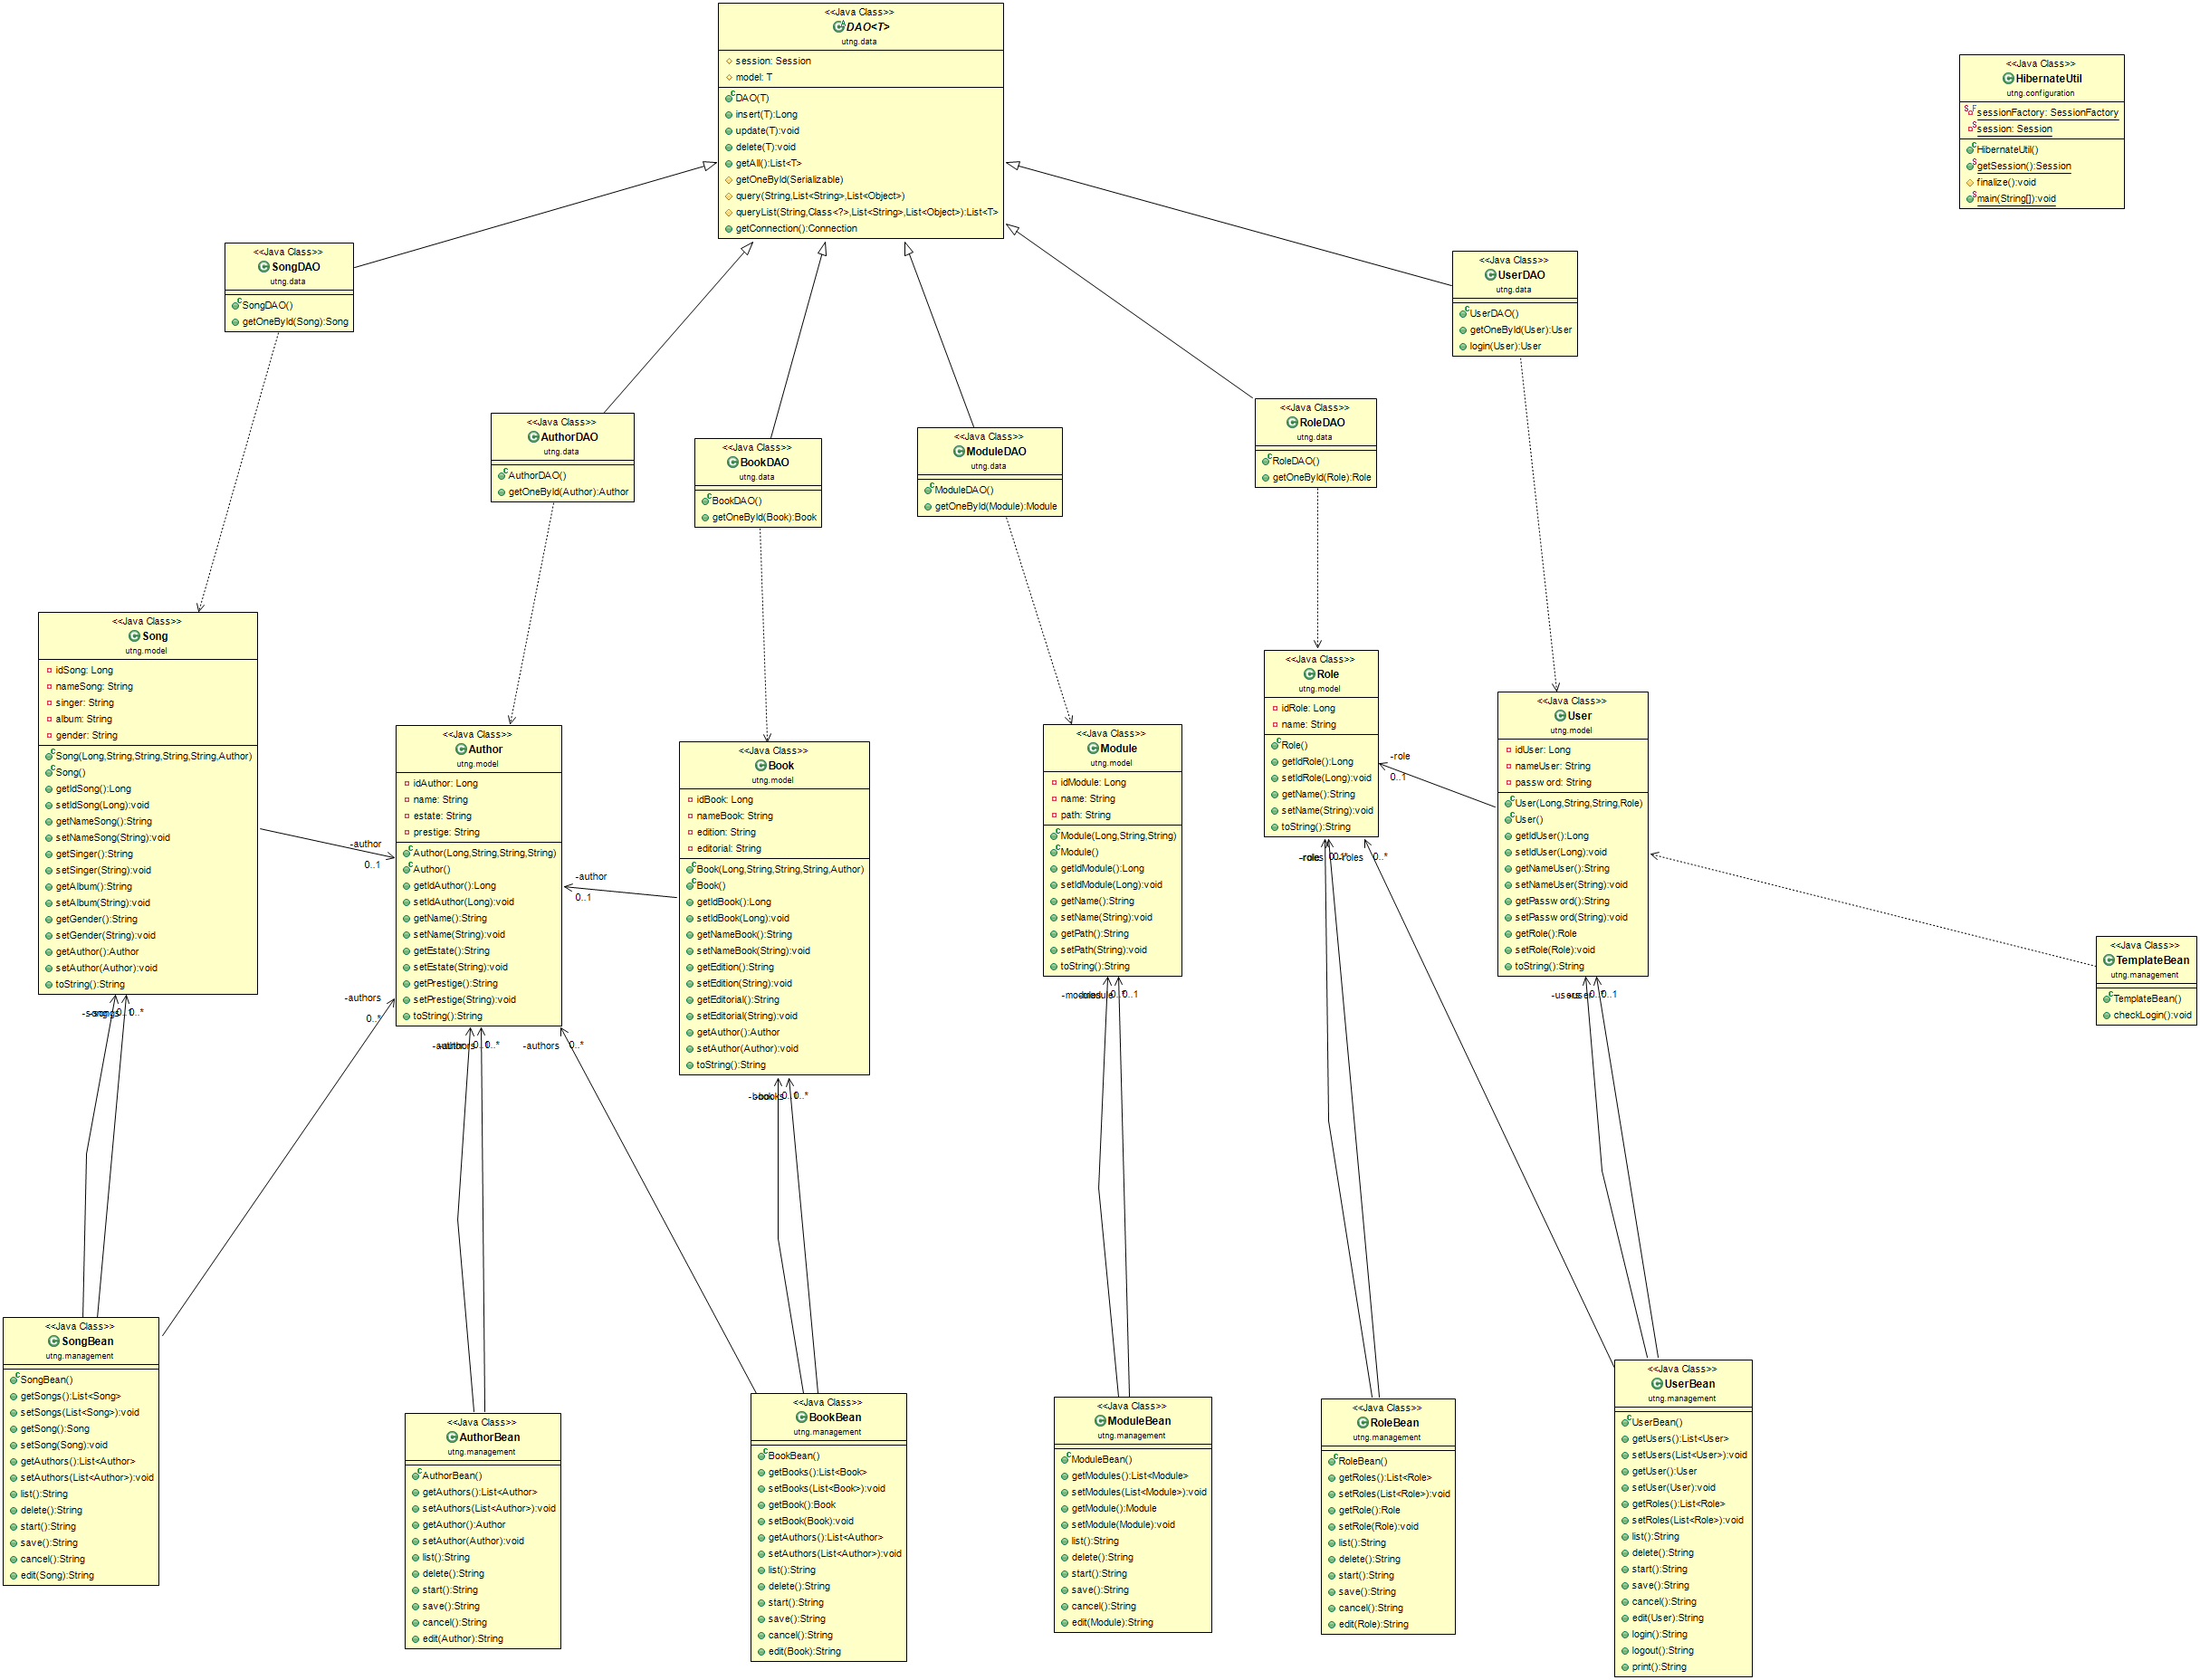 <<Java Class>>
DAO<T>
utng.data
session: Session
model: T
DAO(T)
insert(T):Long
update(T):void
delete(T):void
getAll():List<T>
getOneById(Serializable)
query(String,List<String>,List<Object>)
queryList(String,Class<?>,List<String>,List<Object>):List<T>
getConnection():Connection
<<Java Class>>
HibernateUtil
utng.configuration
sessionFactory: SessionFactory
session: Session
HibernateUtil()
getSession():Session
finalize():void
main(String[]):void
<<Java Class>>
SongDAO
utng.data
SongDAO()
getOneById(Song):Song
<<Java Class>>
UserDAO
utng.data
UserDAO()
getOneById(User):User
login(User):User
<<Java Class>>
AuthorDAO
utng.data
AuthorDAO()
getOneById(Author):Author
<<Java Class>>
BookDAO
utng.data
BookDAO()
getOneById(Book):Book
<<Java Class>>
ModuleDAO
utng.data
ModuleDAO()
getOneById(Module):Module
<<Java Class>>
RoleDAO
utng.data
RoleDAO()
getOneById(Role):Role
<<Java Class>>
Song
utng.model
idSong: Long
nameSong: String
singer: String
album: String
gender: String
Song(Long,String,String,String,String,Author)
Song()
getIdSong():Long
setIdSong(Long):void
getNameSong():String
setNameSong(String):void
getSinger():String
setSinger(String):void
getAlbum():String
setAlbum(String):void
getGender():String
setGender(String):void
getAuthor():Author
setAuthor(Author):void
toString():String
-author
0..1
<<Java Class>>
Author
utng.model
idAuthor: Long
name: String
estate: String
prestige: String
Author(Long,String,String,String)
Author()
getIdAuthor():Long
setIdAuthor(Long):void
getName():String
setName(String):void
getEstate():String
setEstate(String):void
getPrestige():String
setPrestige(String):void
toString():String
-author
0..1
<<Java Class>>
Book
utng.model
idBook: Long
nameBook: String
edition: String
editorial: String
Book(Long,String,String,String,Author)
Book()
getIdBook():Long
setIdBook(Long):void
getNameBook():String
setNameBook(String):void
getEdition():String
setEdition(String):void
getEditorial():String
setEditorial(String):void
getAuthor():Author
setAuthor(Author):void
toString():String
<<Java Class>>
Module
utng.model
idModule: Long
name: String
path: String
Module(Long,String,String)
Module()
getIdModule():Long
setIdModule(Long):void
getName():String
setName(String):void
getPath():String
setPath(String):void
toString():String
<<Java Class>>
Role
utng.model
idRole: Long
name: String
Role()
getIdRole():Long
setIdRole(Long):void
getName():String
setName(String):void
toString():String
-role
0..1
<<Java Class>>
User
utng.model
idUser: Long
nameUser: String
password: String
User(Long,String,String,Role)
User()
getIdUser():Long
setIdUser(Long):void
getNameUser():String
setNameUser(String):void
getPassword():String
setPassword(String):void
getRole():Role
setRole(Role):void
toString():String
<<Java Class>>
TemplateBean
utng.management
TemplateBean()
checkLogin():void
-authors
0..*
-authors
0..*
-roles
0..*
<<Java Class>>
SongBean
utng.management
SongBean()
getSongs():List<Song>
setSongs(List<Song>):void
getSong():Song
setSong(Song):void
getAuthors():List<Author>
setAuthors(List<Author>):void
list():String
delete():String
start():String
save():String
cancel():String
edit(Song):String
<<Java Class>>
AuthorBean
utng.management
AuthorBean()
getAuthors():List<Author>
setAuthors(List<Author>):void
getAuthor():Author
setAuthor(Author):void
list():String
delete():String
start():String
save():String
cancel():String
edit(Author):String
<<Java Class>>
BookBean
utng.management
BookBean()
getBooks():List<Book>
setBooks(List<Book>):void
getBook():Book
setBook(Book):void
getAuthors():List<Author>
setAuthors(List<Author>):void
list():String
delete():String
start():String
save():String
cancel():String
edit(Book):String
<<Java Class>>
ModuleBean
utng.management
ModuleBean()
getModules():List<Module>
setModules(List<Module>):void
getModule():Module
setModule(Module):void
list():String
delete():String
start():String
save():String
cancel():String
edit(Module):String
<<Java Class>>
RoleBean
utng.management
RoleBean()
getRoles():List<Role>
setRoles(List<Role>):void
getRole():Role
setRole(Role):void
list():String
delete():String
start():String
save():String
cancel():String
edit(Role):String
<<Java Class>>
UserBean
utng.management
UserBean()
getUsers():List<User>
setUsers(List<User>):void
getUser():User
setUser(User):void
getRoles():List<Role>
setRoles(List<Role>):void
list():String
delete():String
start():String
save():String
cancel():String
edit(User):String
login():String
logout():String
print():String